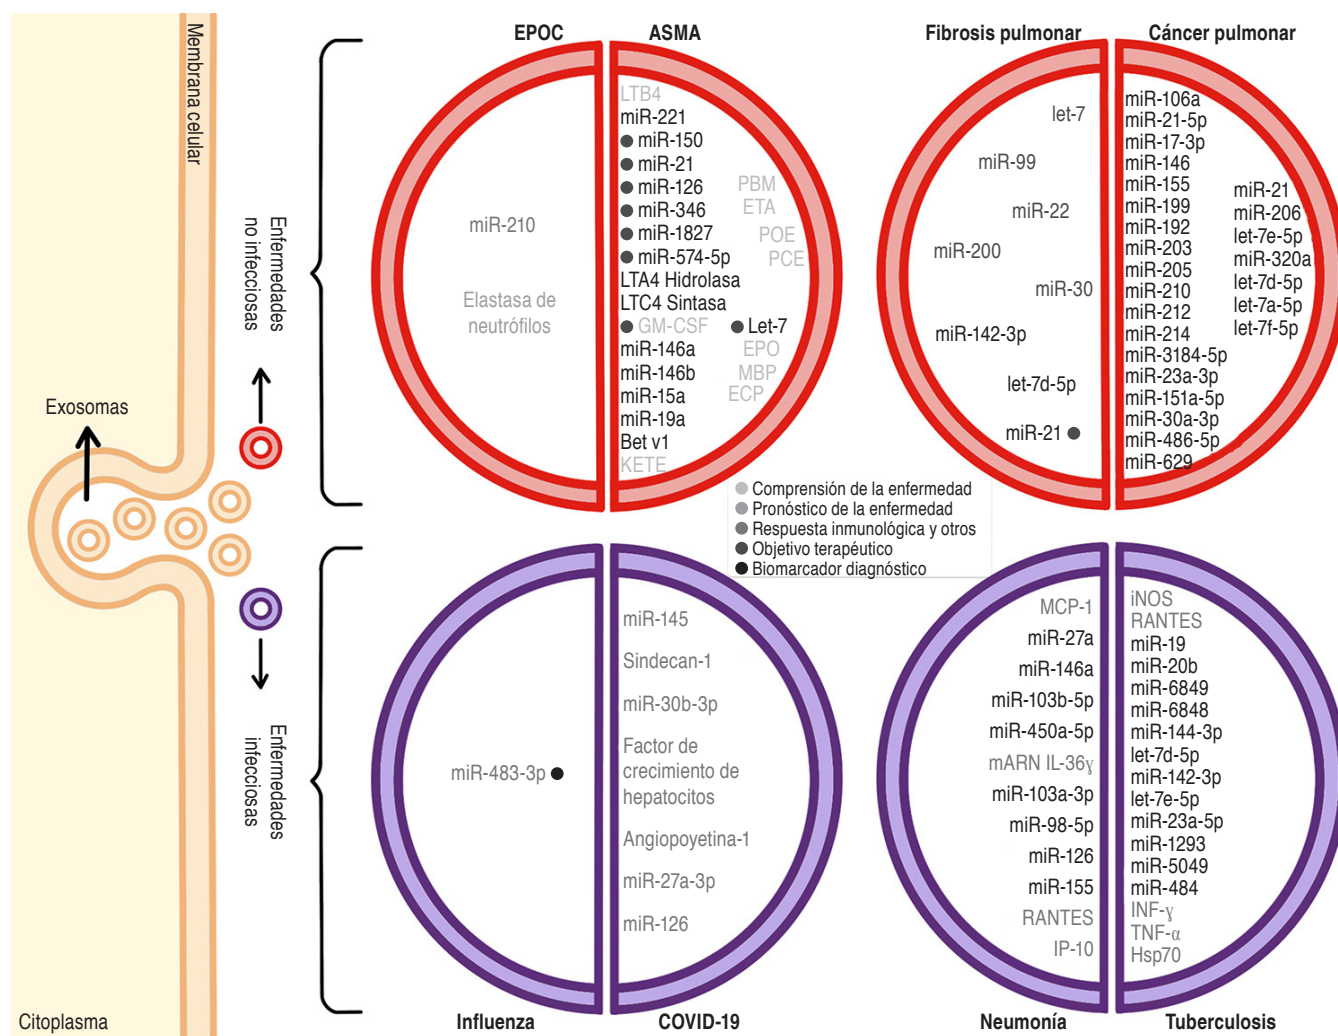 Membrana celular
Exosomas
Citoplasma
Enfermedades
no infecciosas
Enfermedades
infecciosas
EPOC
miR-210
Elastasa de
neutrófilos
ASMA
LTB4
miR-221
miR-150
miR-21
miR-126
miR-346
miR-1827
miR-574-5p
LTA4 Hidrolasa
LTC4 Sintasa
GM-CSF
miR-146a
miR-146b
miR-15a
miR-19a
Bet v1
KETE
PBM
ETA
POE
PCE
Let-7
EPO
MBP
ECP
Fibrosis pulmonar
let-7
miR-99
miR-22
miR-200
miR-30
miR-142-3p
let-7d-5p
miR-21
Cáncer pulmonar
miR-106a
miR-21-5p
miR-17-3p
miR-146
miR-155
miR-199
miR-192
miR-203
miR-205
miR-210
miR-212
miR-214
miR-3184-5p
miR-23a-3p
miR-151a-5p
miR-30a-3p
miR-486-5p
miR-629
miR-21
miR-206
let-7e-5p
miR-320a
let-7d-5p
let-7a-5p
let-7f-5p
Comprensión de la enfermedad
Pronóstico de la enfermedad
Respuesta inmunológica y otros
Objetivo terapéutico
Biomarcador diagnóstico
miR-483-3p
Influenza
miR-145
Sindecan-1
miR-30b-3p
Factor de
crecimiento de
hepatocitos
Angiopoyetina-1
miR-27a-3p
miR-126
COVID-19
MCP-1
miR-27a
miR-146a
miR-103b-5p
miR-450a-5p
mARN IL-36ɣ
miR-103a-3p
miR-98-5p
miR-126
miR-155
RANTES
IP-10
Neumonía
iNOS
RANTES
miR-19
miR-20b
miR-6849
miR-6848
miR-144-3p
let-7d-5p
miR-142-3p
let-7e-5p
miR-23a-5p
miR-1293
miR-5049
miR-484
INF-ɣ
TNF-α
Hsp70
Tuberculosis